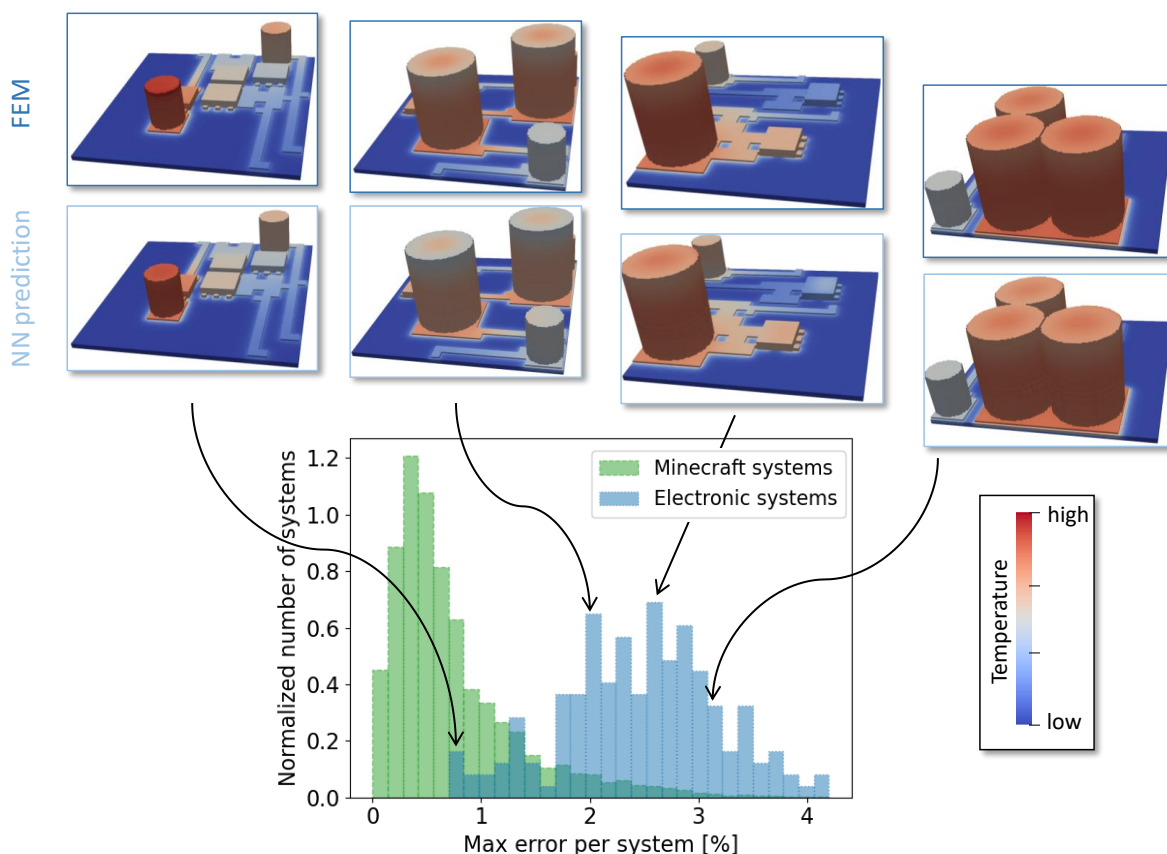 FEM
NN prediction
Normalized number of systems
1.2
1.0
0.8
0.6
0.4
0.2
0.0
Minecraft systems
Electronic systems
0 1 2 3 4
Max error per system [%]
Temperature
high
low